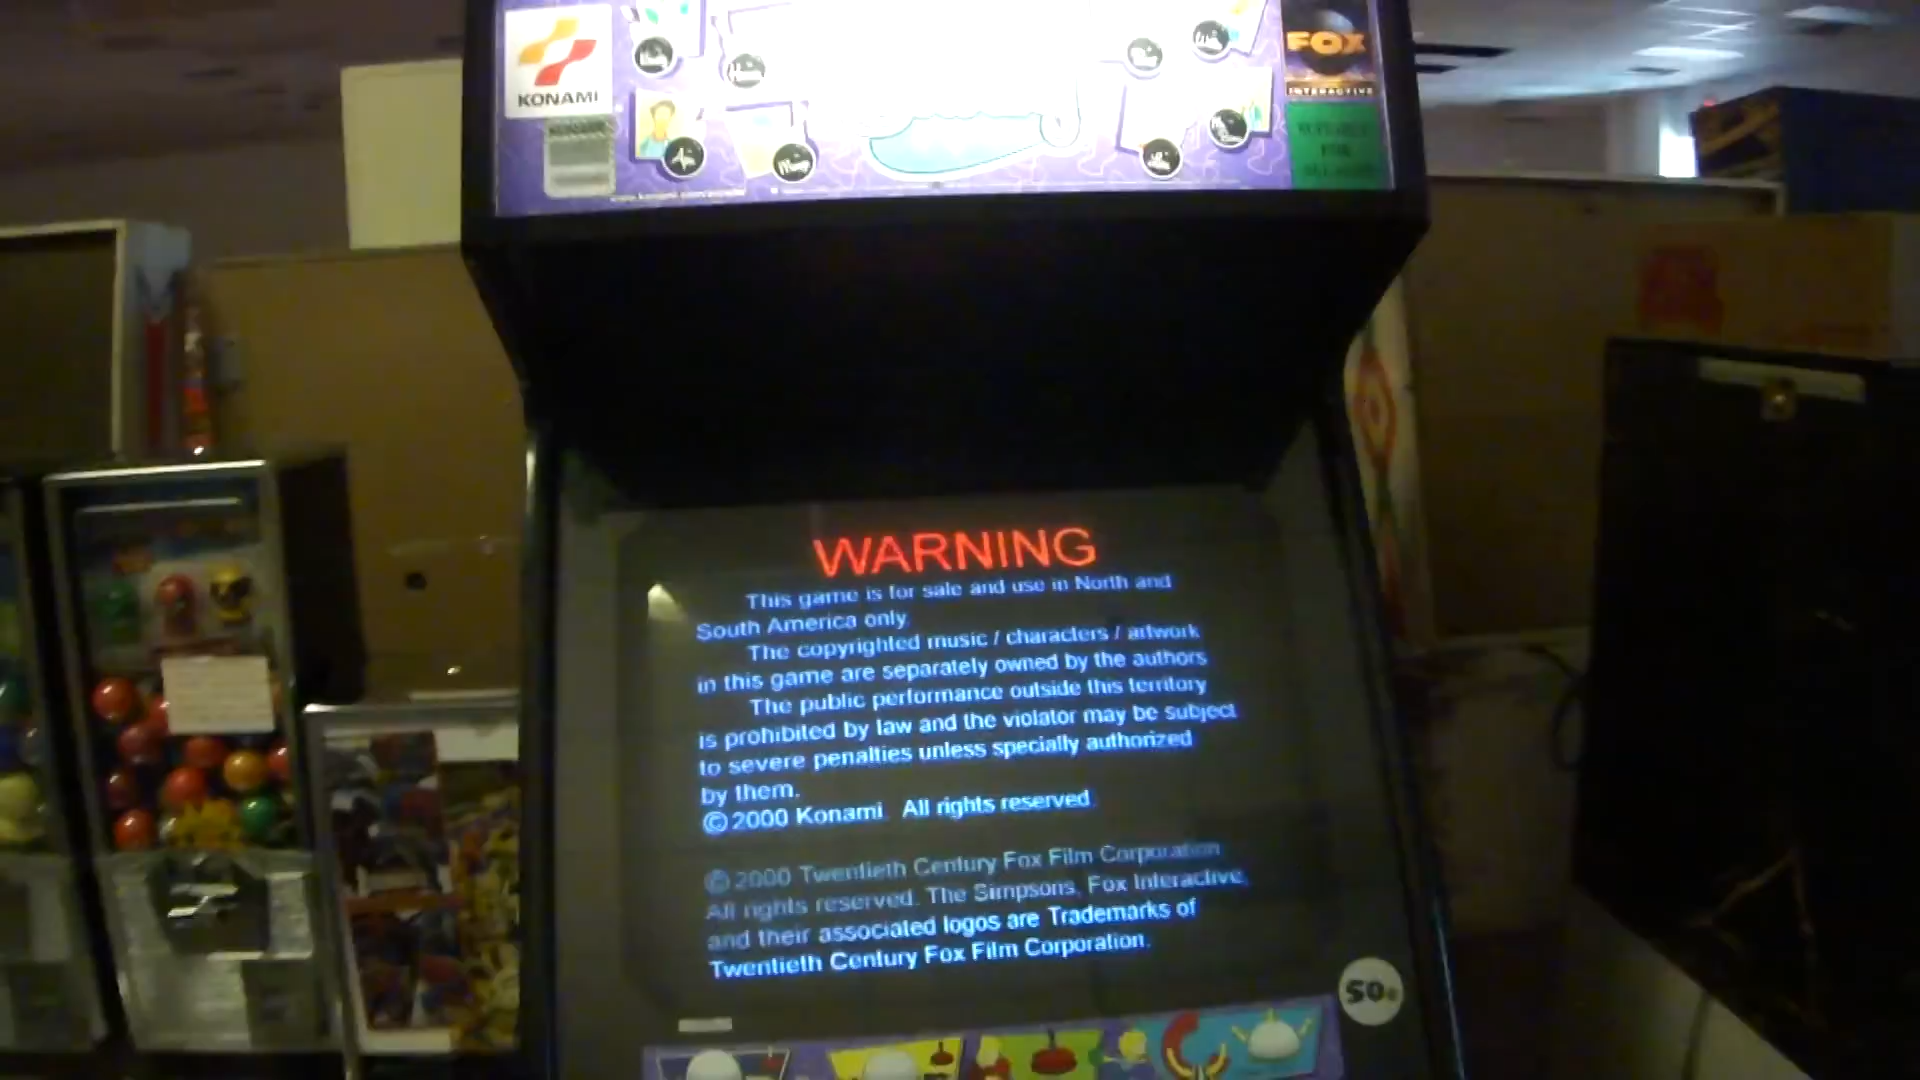 KONAMI
FOX
INTERACTIVE
WARNING
This game is for sale and use in North and
South America only.
The copyrighted music / characters / artwork
in this game are separately owned by the authors
The public performance outside this territory
is prohibited by law and the violator may be subject
to severe penalties unless specially authorized
by them.
© 2000 Konami. All rights reserved.
© 2000 Twentieth Century Fox Film Corporation
All rights reserved. The Simpsons, Fox Interactive,
and their associated logos are Trademarks of
Twentieth Century Fox Film Corporation.
50¢